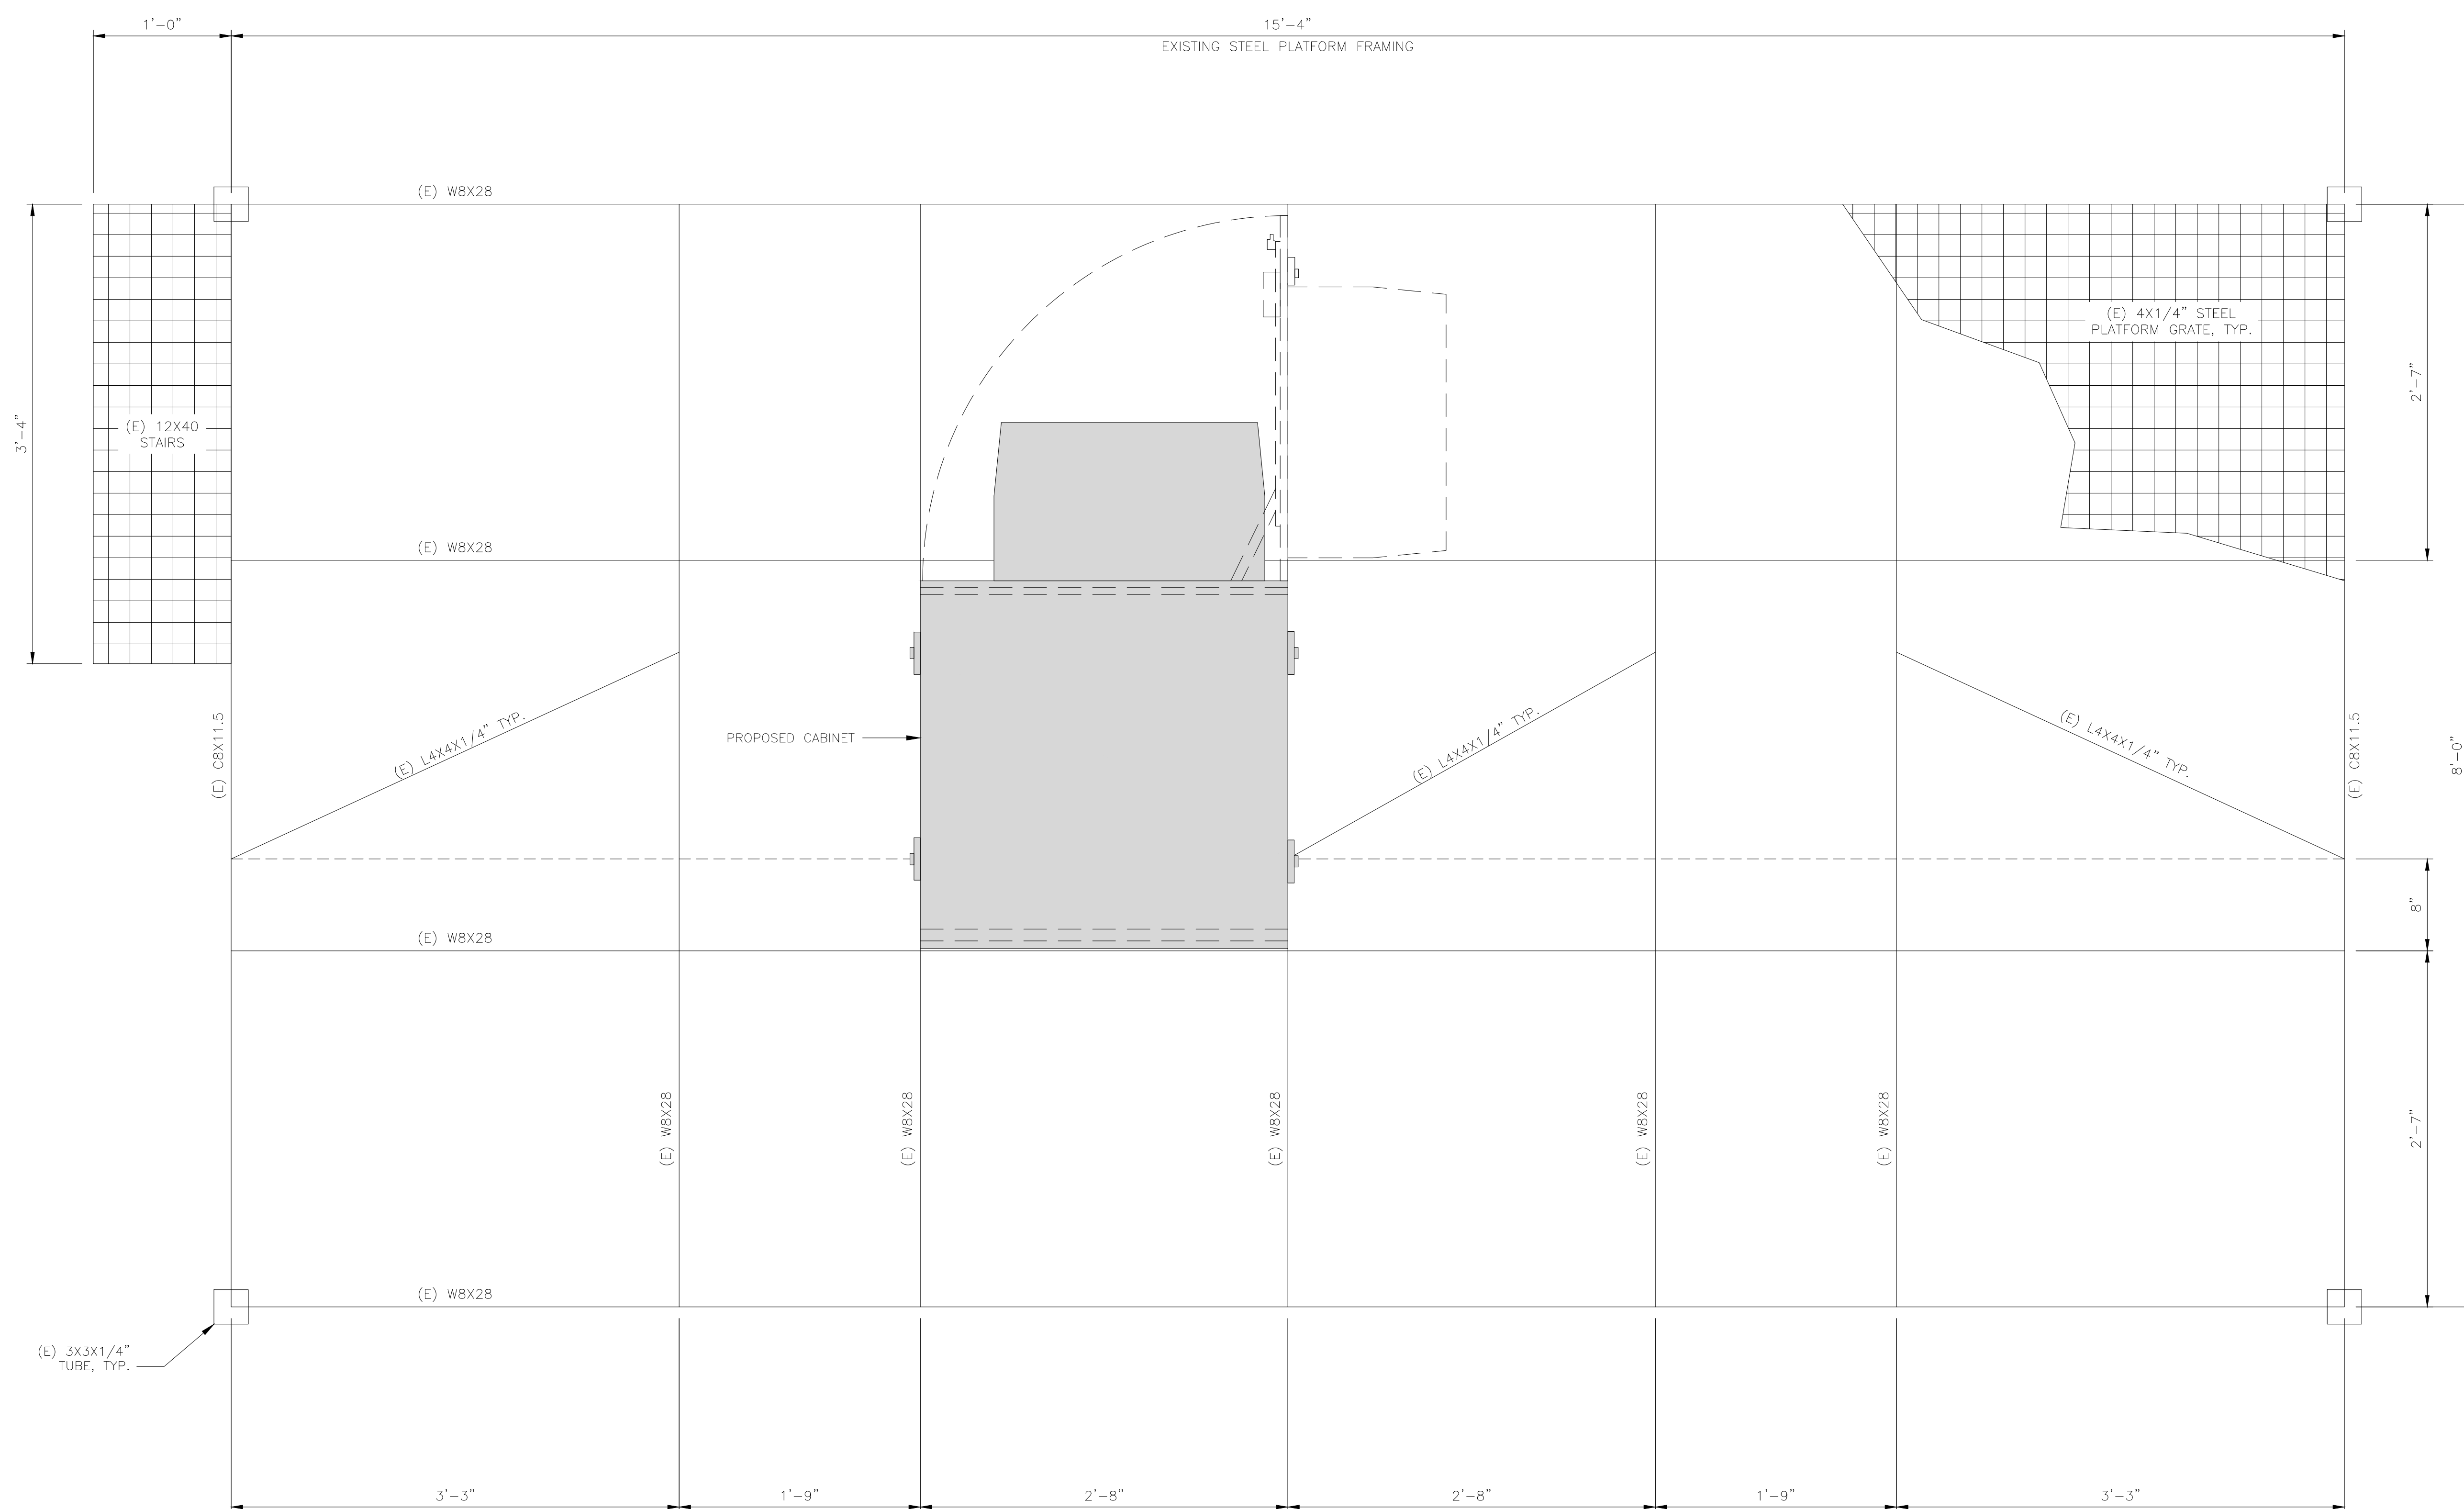 1'-0"
15'-4"
EXISTING STEEL PLATFORM FRAMING
(E) W8X28
(E) 4X1/4" STEEL
PLATFORM GRATE, TYP.
2'-7"
3'-4"
(E) 12X40
STAIRS
(E) W8X28
(E) C8X11.5
(E) L4X4X1/4" TYP.
PROPOSED CABINET
(E) L4X4X1/4" TYP.
(E) L4X4X1/4" TYP.
(E) C8X11.5
8'-0"
8"
(E) W8X28
(E) W8X28
(E) W8X28
(E) W8X28
(E) W8X28
(E) W8X28
2'-7"
(E) W8X28
(E) 3X3X1/4"
TUBE, TYP.
3'-3"
1'-9"
2'-8"
2'-8"
1'-9"
3'-3"